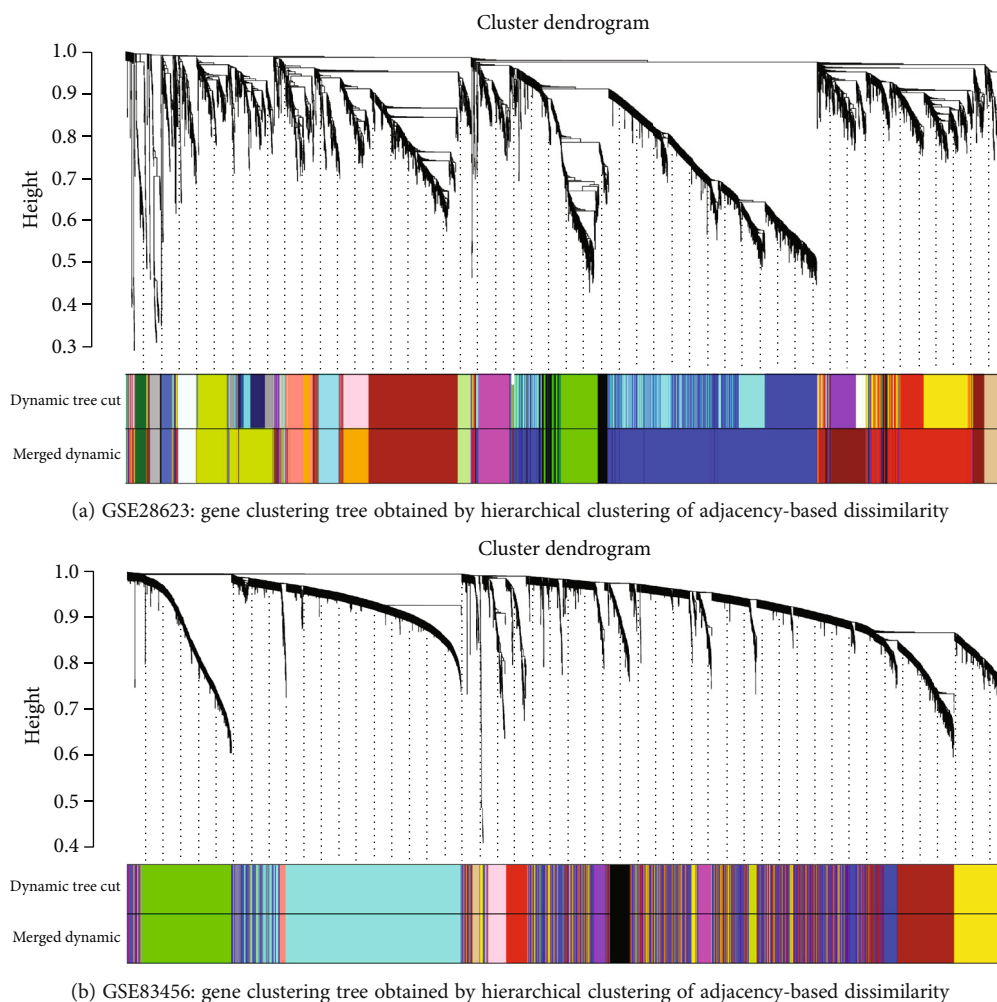 Cluster dendrogram
1.0
0.9
0.8
0.7
0.6
0.5
0.4
0.3
Height
Dynamic tree cut
Merged dynamic
(a) GSE28623: gene clustering tree obtained by hierarchical clustering of adjacency-based dissimilarity
Cluster dendrogram
1.0
0.9
0.8
0.7
0.6
0.5
0.4
Height
Dynamic tree cut
Merged dynamic
(b) GSE83456: gene clustering tree obtained by hierarchical clustering of adjacency-based dissimilarity